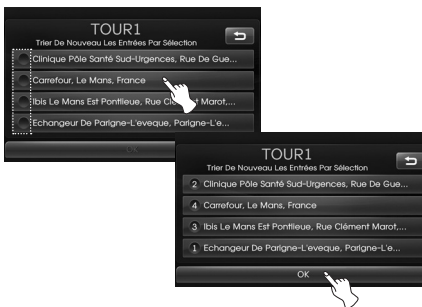 TOUR1
Trier De Nouveau Les Entrées Par Sélection
Clinique Pôle Santé Sud-Urgences, Rue De Gue...
Carrefour, Le Mans, France
Ibis Le Mans Est Pontlieue, Rue Clément Marot,...
Echangeur De Parigne-L'eveque, Parigne-L'e...
OK
TOUR1
Trier De Nouveau Les Entrées Par Sélection
2 Clinique Pôle Santé Sud-Urgences, Rue De Gue...
4 Carrefour, Le Mans, France
3 Ibis Le Mans Est Pontlieue, Rue Clément Marot,...
1 Echangeur De Parigne-L'eveque, Parigne-L'e...
OK